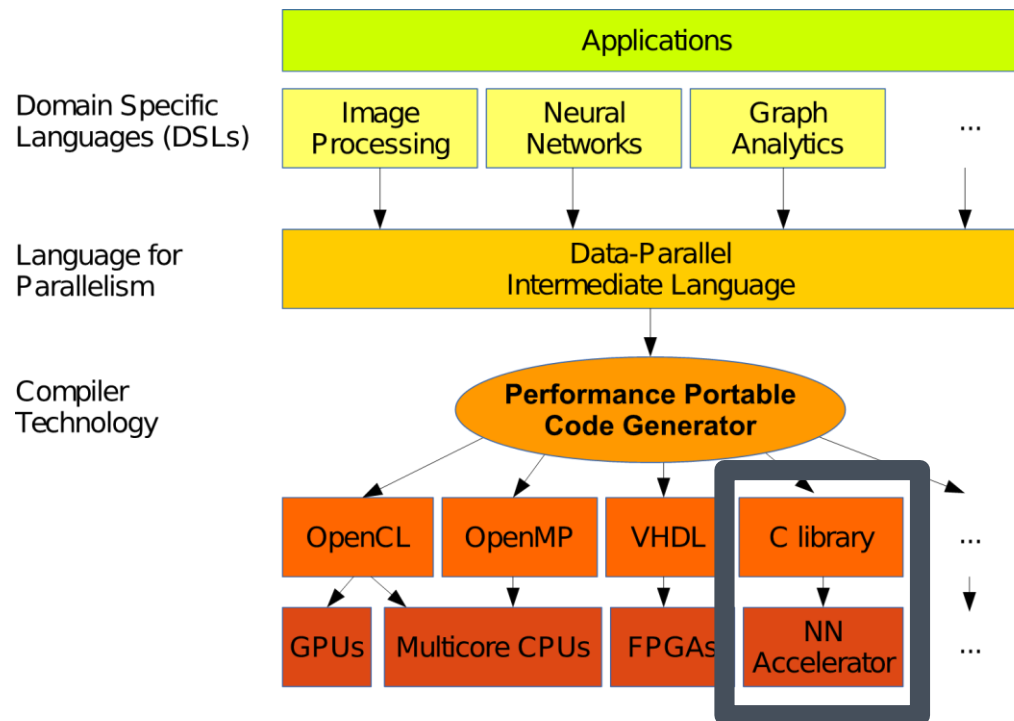 Applications
Domain Specific
Languages (DSLs)
Image
Processing
Neural
Networks
Graph
Analytics
...
Language for
Parallelism
Data-Parallel
Intermediate Language
Compiler
Technology
Performance Portable
Code Generator
OpenCL
OpenMP
VHDL
C library
...
GPUs
Multicore CPUs
FPGAs
NN
Accelerator
...